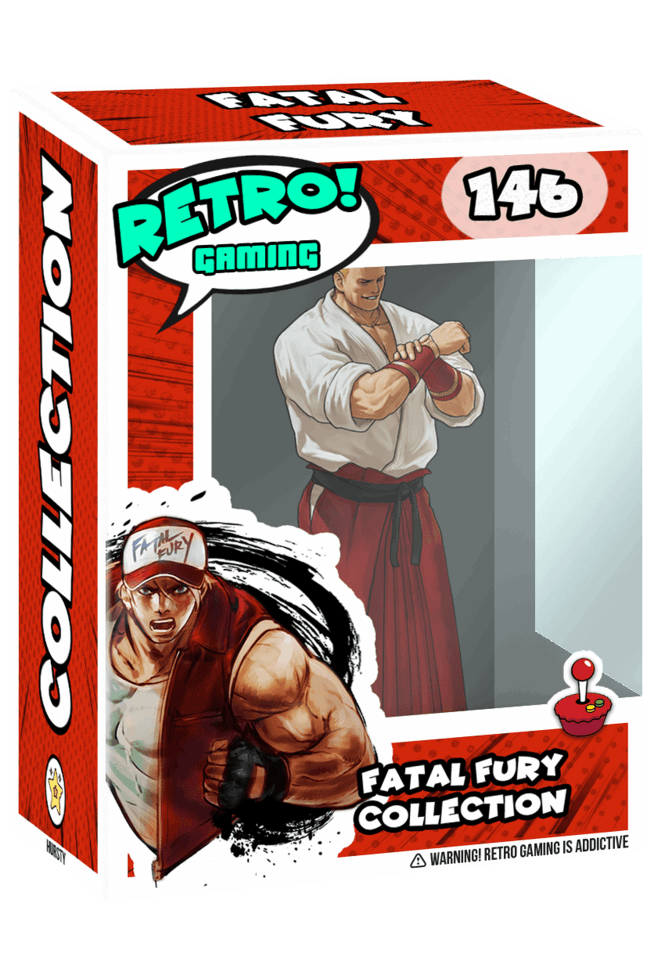 FATAL
FURY
RETRO!
GAMING
146
COLLECTION
FATAL
FURY
FATAL FURY
COLLECTION
WARNING! RETRO GAMING IS ADDICTIVE
HURSTY